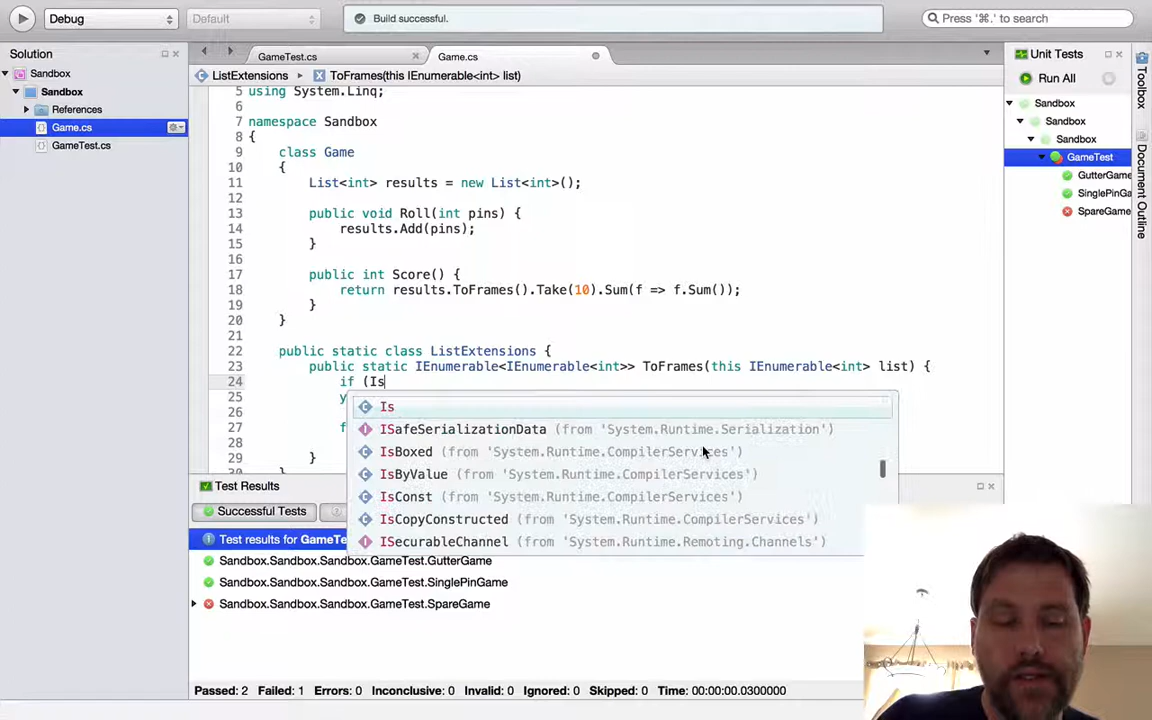 Debug
Default
Build successful.
Press '⌘.' to search
Solution
Sandbox
Sandbox
References
Game.cs
GameTest.cs
GameTest.cs
Game.cs
ListExtensions
ToFrames(this IEnumerable<int> list)
5 using System.Linq;
6
7 namespace Sandbox
8 {
9 class Game
10 {
11 List<int> results = new List<int>();
12
13 public void Roll(int pins) {
14 results.Add(pins);
15 }
16
17 public int Score() {
18 return results.ToFrames().Take(10).Sum(f => f.Sum());
19 }
20 }
21
22 public static class ListExtensions {
23 public static IEnumerable<IEnumerable<int>> ToFrames(this IEnumerable<int> list) {
24 if (Is
25 y
26
27 f
28
29 }
30 }
Is
ISafeSerializationData (from 'System.Runtime.Serialization')
IsBoxed (from 'System.Runtime.CompilerServices')
IsByValue (from 'System.Runtime.CompilerServices')
IsConst (from 'System.Runtime.CompilerServices')
IsCopyConstructed (from 'System.Runtime.CompilerServices')
ISecurableChannel (from 'System.Runtime.Remoting.Channels')
Test Results
Successful Tests
Test results for GameTe
Sandbox.Sandbox.Sandbox.GameTest.GutterGame
Sandbox.Sandbox.Sandbox.GameTest.SinglePinGame
Sandbox.Sandbox.Sandbox.GameTest.SpareGame
Passed: 2 Failed: 1 Errors: 0 Inconclusive: 0 Invalid: 0 Ignored: 0 Skipped: 0 Time: 00:00:00.0300000
Unit Tests
Run All
Sandbox
Sandbox
Sandbox
GameTest
GutterGame
SinglePinGa
SpareGame
Toolbox
Document Outline